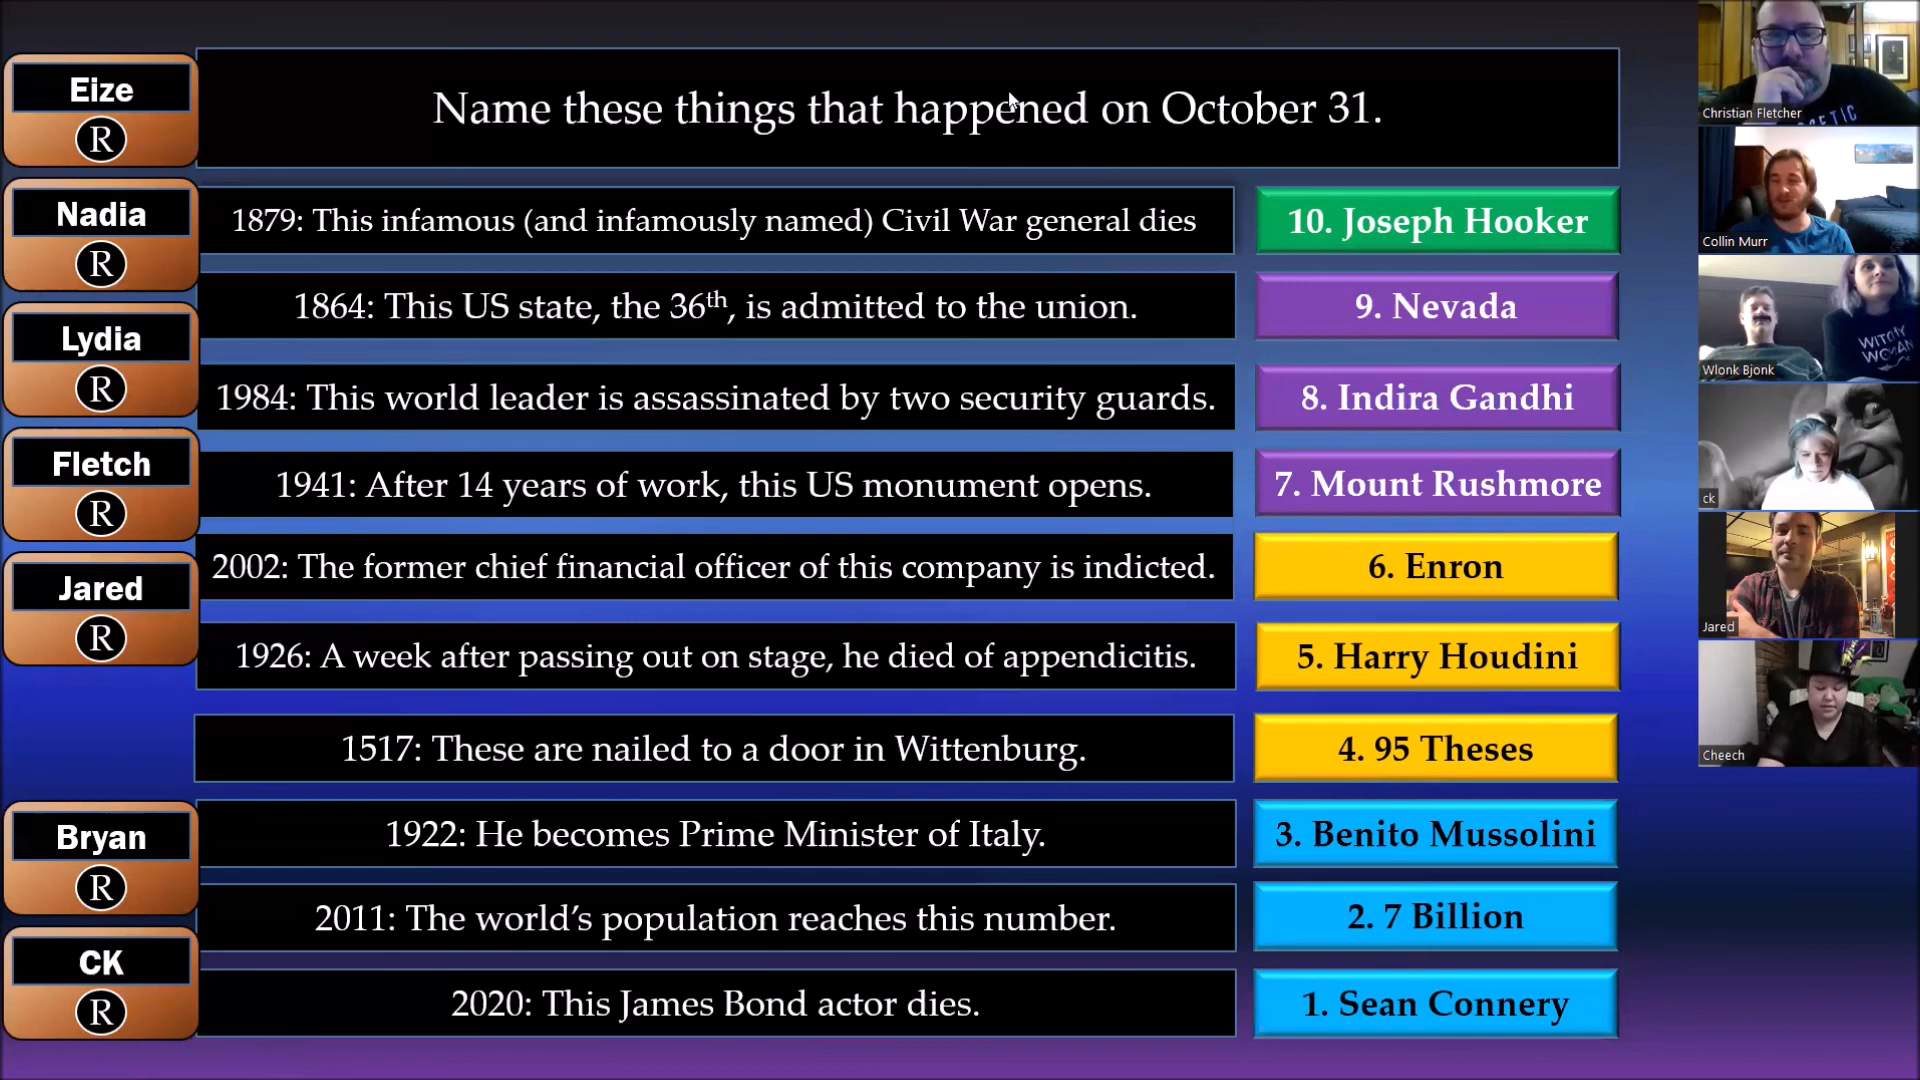 Name these things that happened on October 31.
Eize
R
Nadia
R
Lydia
R
Fletch
R
Jared
R
Bryan
R
CK
R
1879: This infamous (and infamously named) Civil War general dies
10. Joseph Hooker
1864: This US state, the 36th, is admitted to the union.
9. Nevada
1984: This world leader is assassinated by two security guards.
8. Indira Gandhi
1941: After 14 years of work, this US monument opens.
7. Mount Rushmore
2002: The former chief financial officer of this company is indicted.
6. Enron
1926: A week after passing out on stage, he died of appendicitis.
5. Harry Houdini
1517: These are nailed to a door in Wittenburg.
4. 95 Theses
1922: He becomes Prime Minister of Italy.
3. Benito Mussolini
2011: The world’s population reaches this number.
2. 7 Billion
2020: This James Bond actor dies.
1. Sean Connery
Christian Fletcher
Collin Murr
WITCHY
WOMAN
Wlonk Bjonk
ck
Jared
Cheech